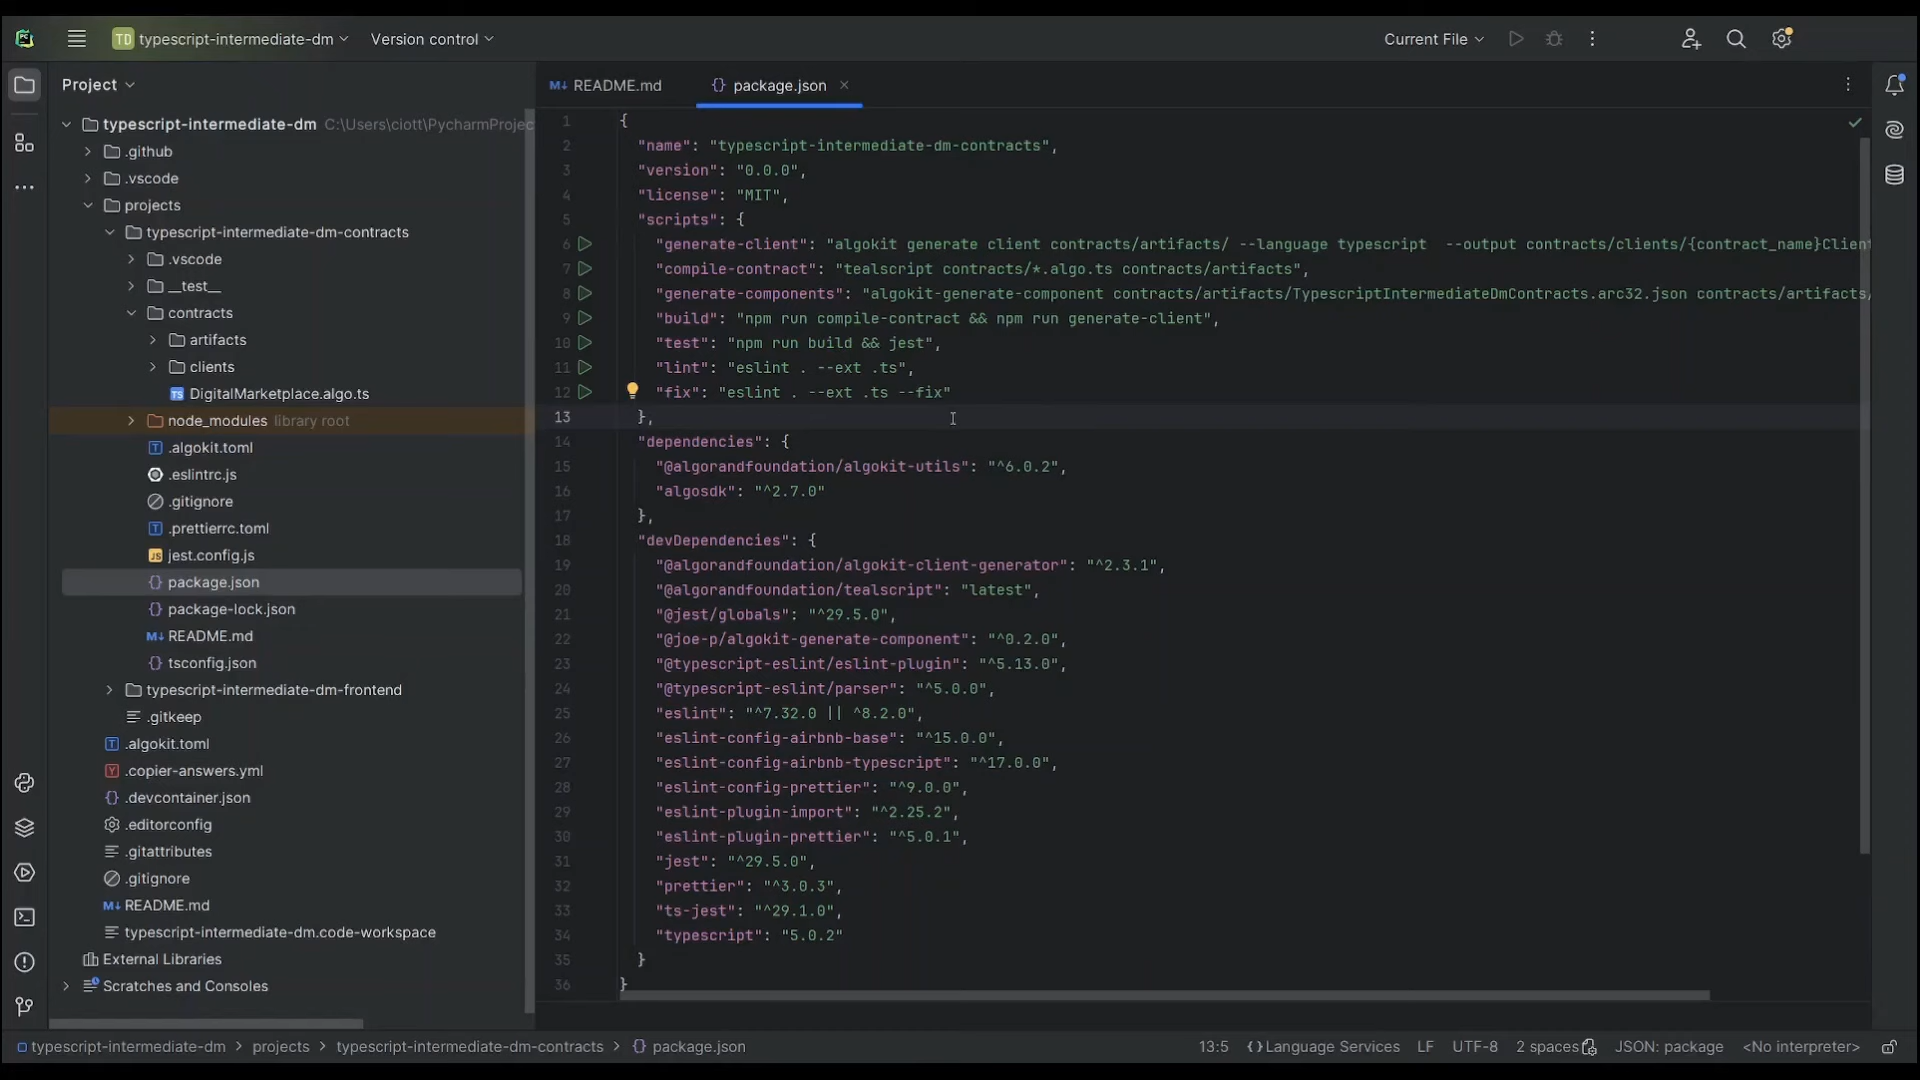 TD typescript-intermediate-dm
Version control
Current File
Project
README.md
package.json
typescript-intermediate-dm C:\Users\ciott\PycharmProjec
.github
.vscode
projects
typescript-intermediate-dm-contracts
.vscode
__test__
contracts
artifacts
clients
DigitalMarketplace.algo.ts
node_modules library root
.algokit.toml
.eslintrc.js
.gitignore
.prettierrc.toml
jest.config.js
package.json
package-lock.json
README.md
tsconfig.json
typescript-intermediate-dm-frontend
.gitkeep
.algokit.toml
.copier-answers.yml
.devcontainer.json
.editorconfig
.gitattributes
.gitignore
README.md
typescript-intermediate-dm.code-workspace
External Libraries
Scratches and Consoles
1 {
2 "name": "typescript-intermediate-dm-contracts",
3 "version": "0.0.0",
4 "license": "MIT",
5 "scripts": {
6 "generate-client": "algokit generate client contracts/artifacts/ --language typescript  --output contracts/clients/{contract_name}Client
7 "compile-contract": "tealscript contracts/*.algo.ts contracts/artifacts",
8 "generate-components": "algokit-generate-component contracts/artifacts/TypescriptIntermediateDmContracts.arc32.json contracts/artifacts/
9 "build": "npm run compile-contract && npm run generate-client",
10 "test": "npm run build && jest",
11 "lint": "eslint . --ext .ts",
12 "fix": "eslint . --ext .ts --fix"
13 },
14 "dependencies": {
15 "@algorandfoundation/algokit-utils": "^6.0.2",
16 "algosdk": "^2.7.0"
17 },
18 "devDependencies": {
19 "@algorandfoundation/algokit-client-generator": "^2.3.1",
20 "@algorandfoundation/tealscript": "latest",
21 "@jest/globals": "^29.5.0",
22 "@joe-p/algokit-generate-component": "^0.2.0",
23 "@typescript-eslint/eslint-plugin": "^5.13.0",
24 "@typescript-eslint/parser": "^5.0.0",
25 "eslint": "^7.32.0 || ^8.2.0",
26 "eslint-config-airbnb-base": "^15.0.0",
27 "eslint-config-airbnb-typescript": "^17.0.0",
28 "eslint-config-prettier": "^9.0.0",
29 "eslint-plugin-import": "^2.25.2",
30 "eslint-plugin-prettier": "^5.0.1",
31 "jest": "^29.5.0",
32 "prettier": "^3.0.3",
33 "ts-jest": "^29.1.0",
34 "typescript": "5.0.2"
35 }
36 }
typescript-intermediate-dm > projects > typescript-intermediate-dm-contracts > {} package.json
13:5 {} Language Services LF UTF-8 2 spaces JSON: package <No interpreter>